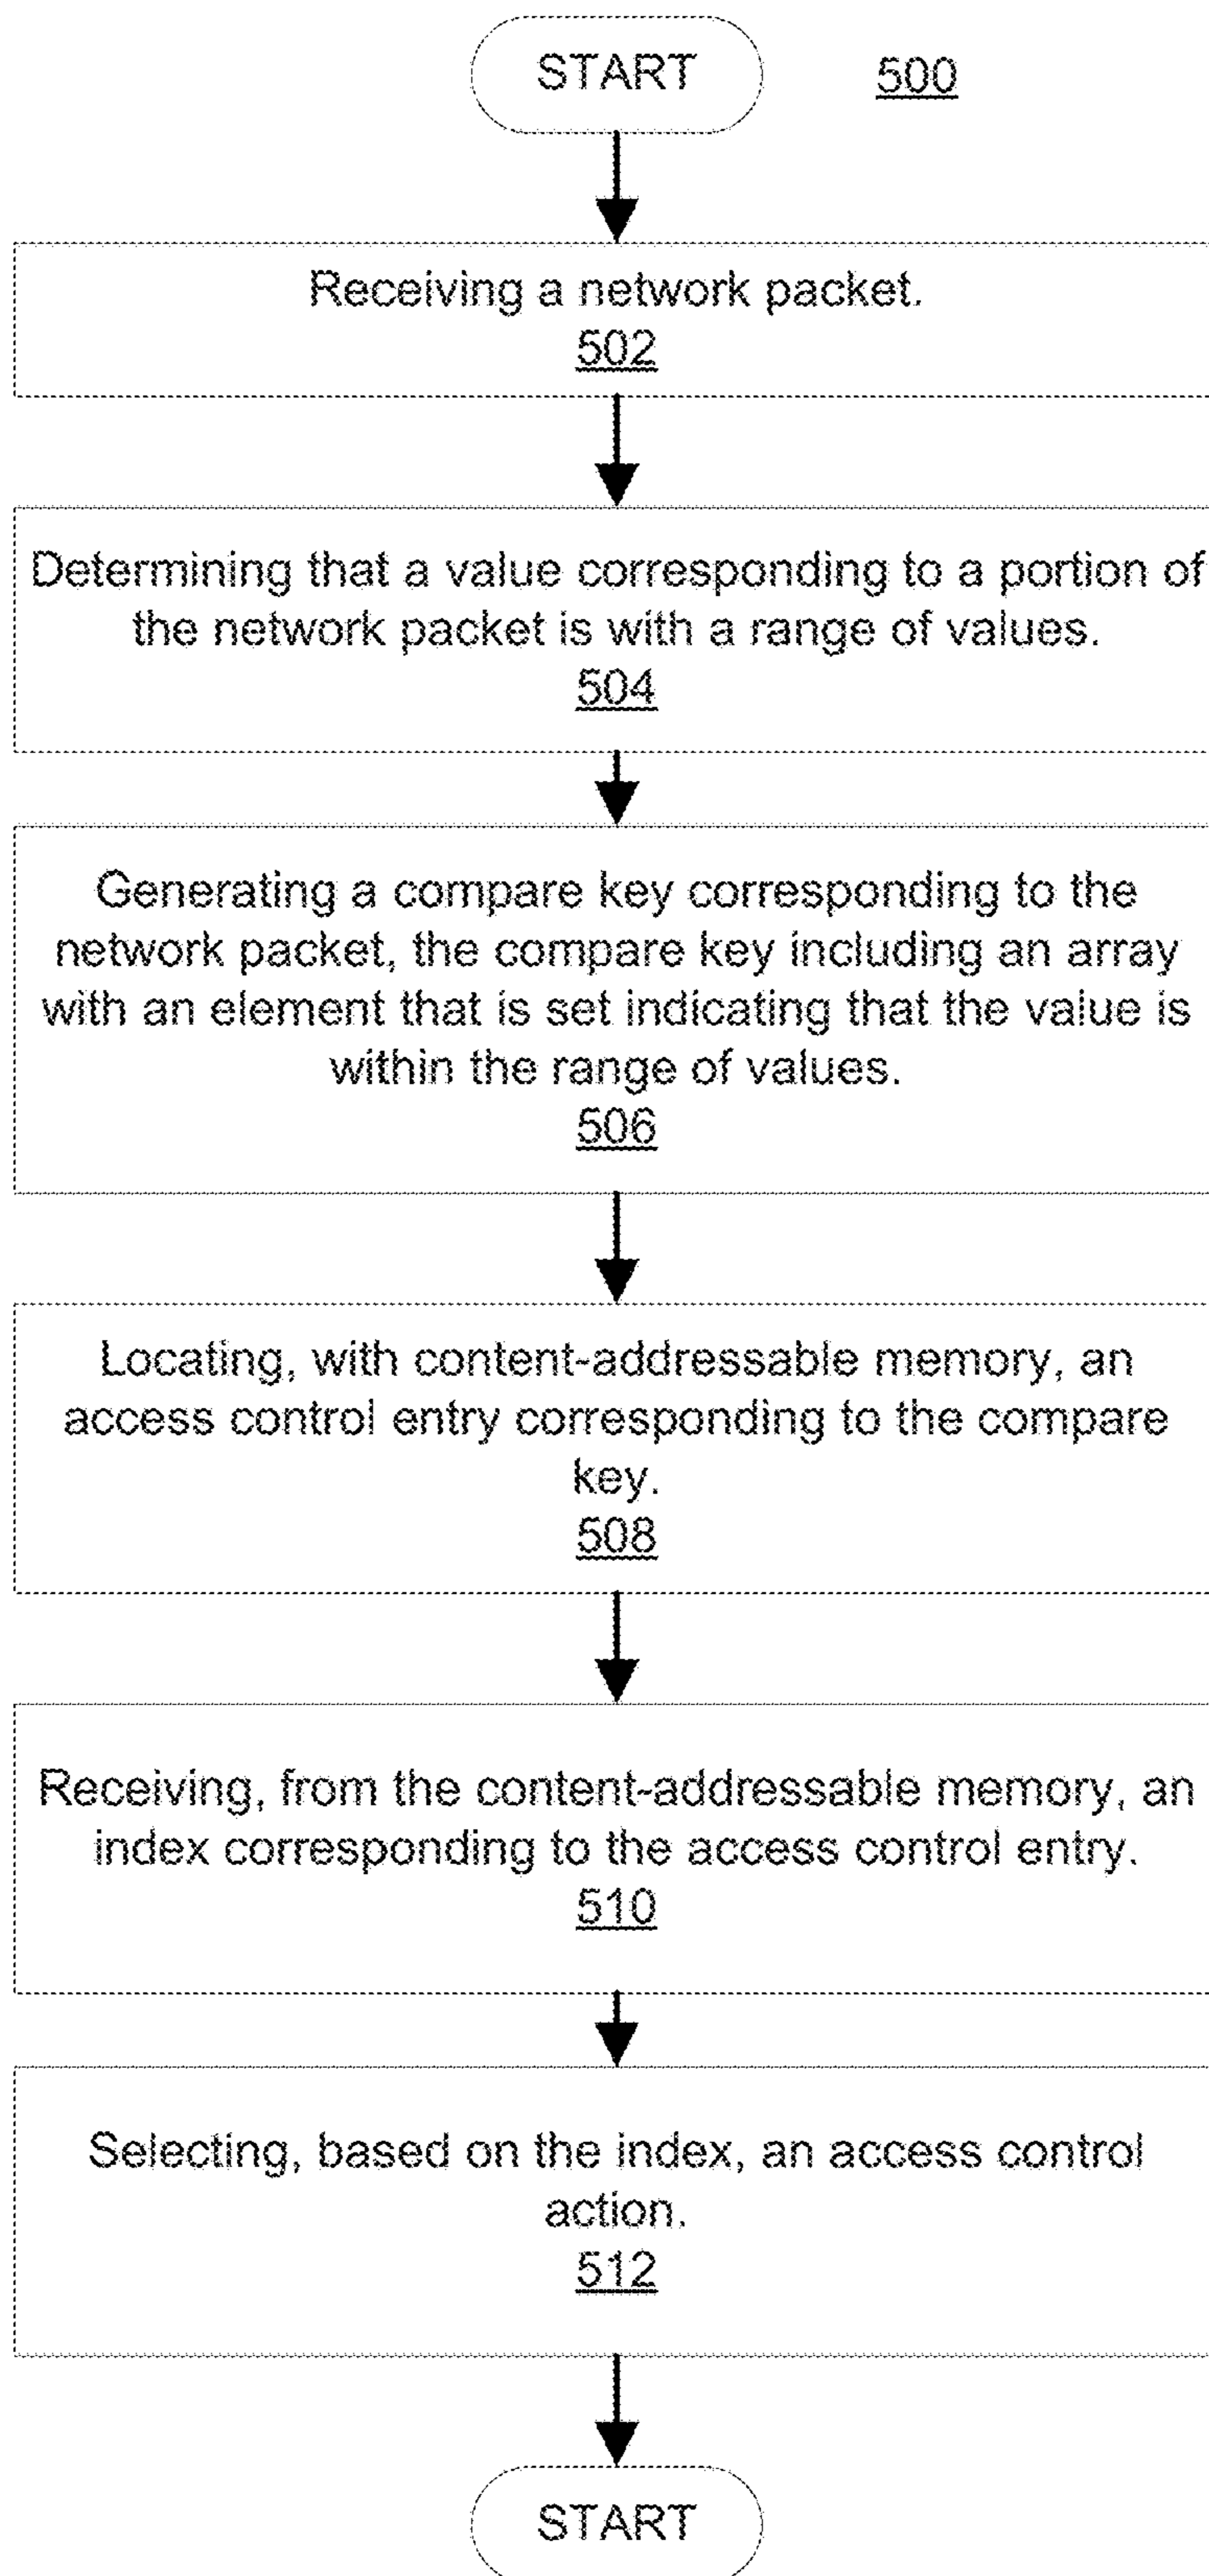 START
500
Receiving a network packet.
502
Determining that a value corresponding to a portion of
the network packet is with a range of values.
504
Generating a compare key corresponding to the
network packet, the compare key including an array
with an element that is set indicating that the value is
within the range of values.
506
Locating, with content-addressable memory, an
access control entry corresponding to the compare
key.
508
Receiving, from the content-addressable memory, an
index corresponding to the access control entry.
510
Selecting, based on the index, an access control
action.
512
START